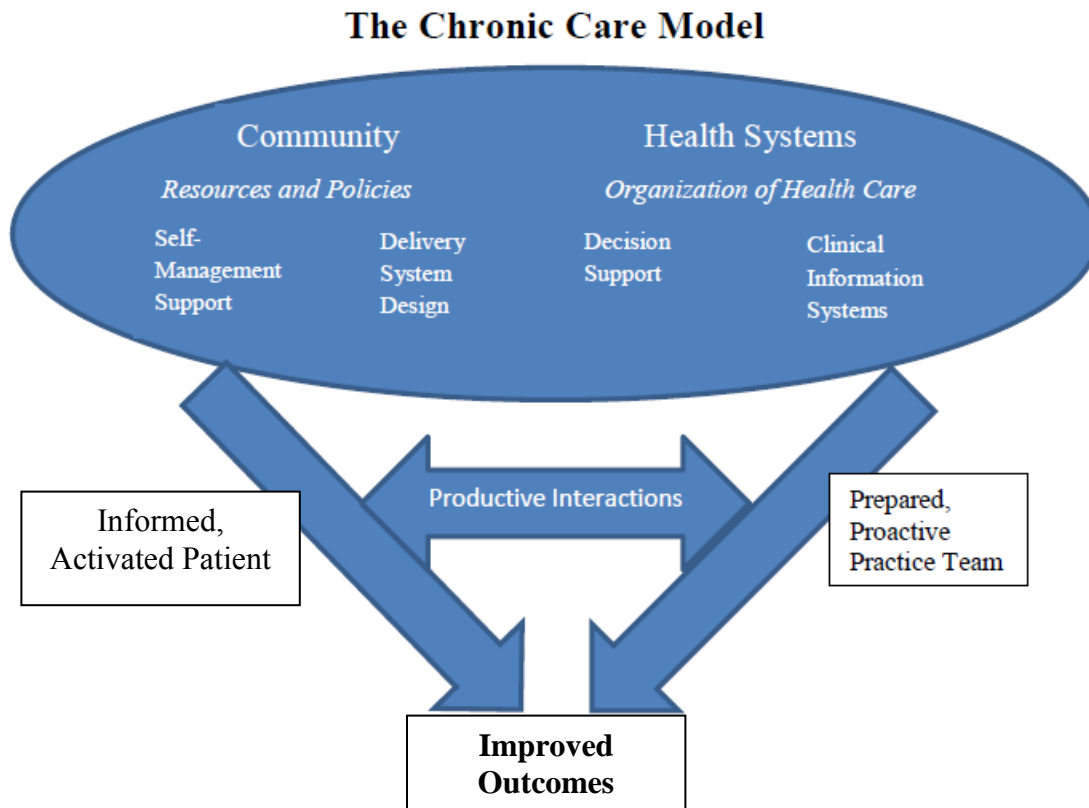 The Chronic Care Model
Community
Resources and Policies
Health Systems
Organization of Health Care
Self-
Management
Support
Delivery
System
Design
Decision
Support
Clinical
Information
Systems
Informed,
Activated Patient
Productive Interactions
Prepared,
Proactive
Practice Team
Improved
Outcomes